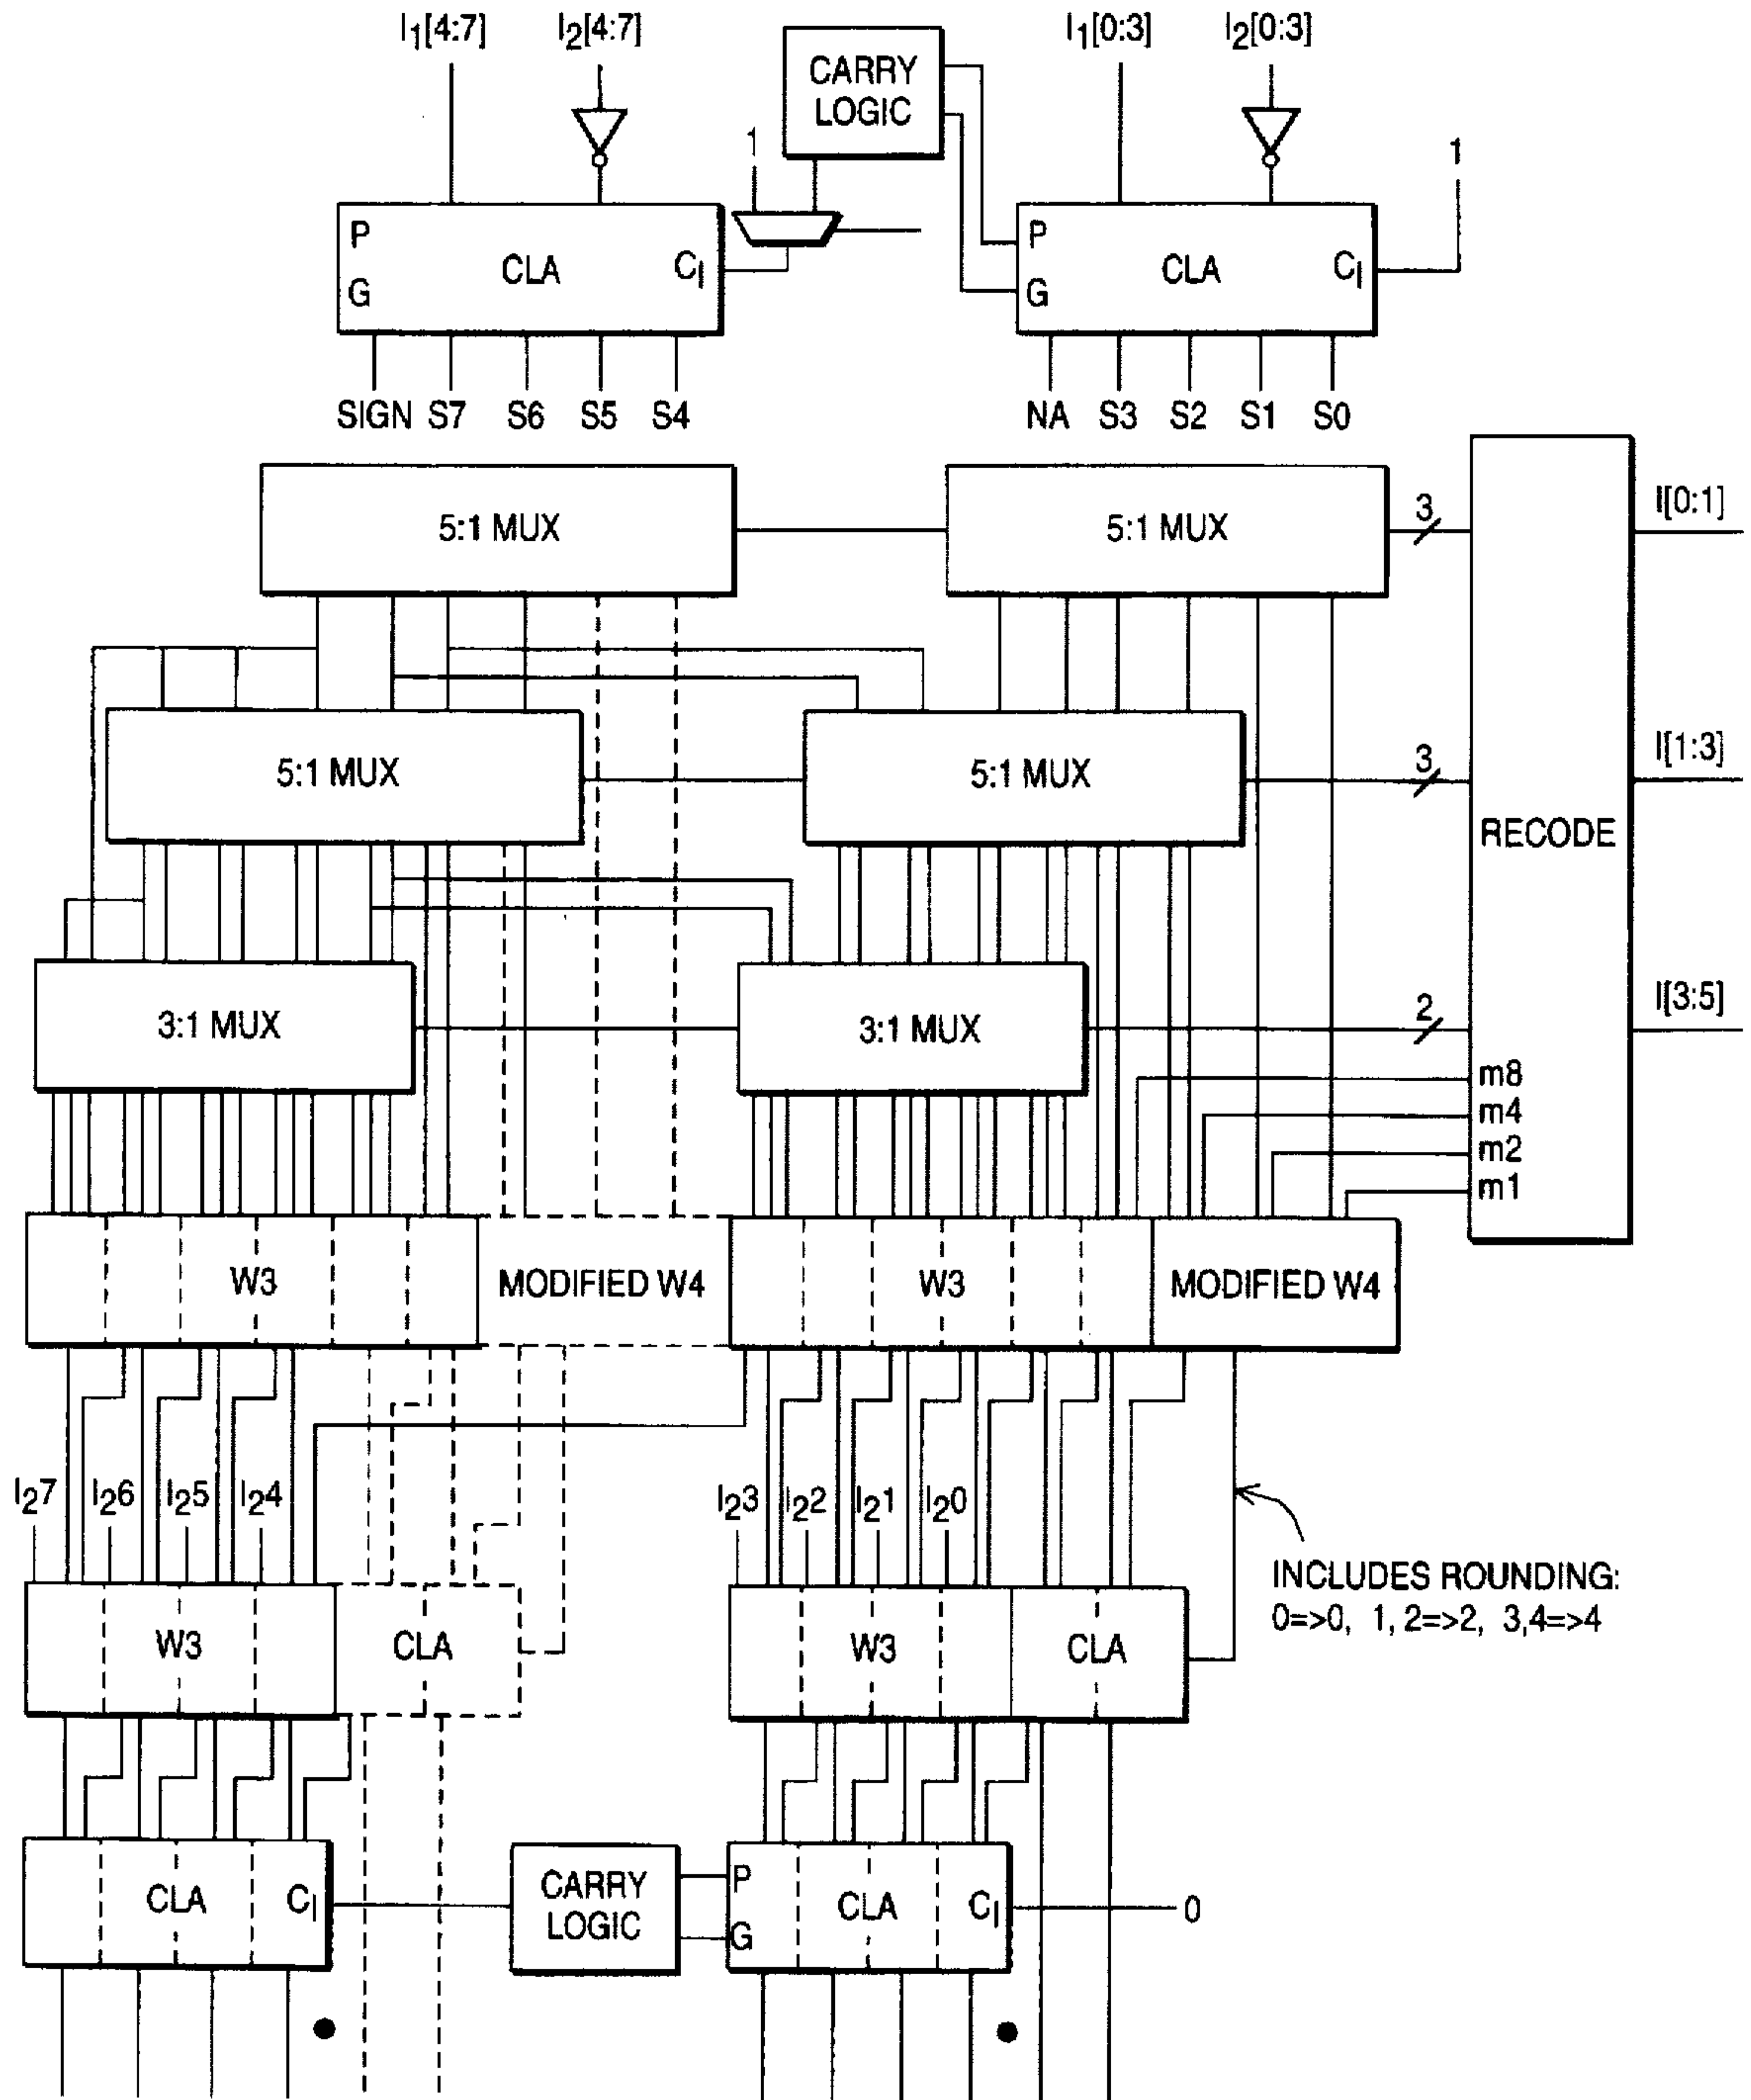 I1[4:7] I2[4:7] I1[0:3] I2[0:3]
CARRY
LOGIC
1 1
P CLA CI P CLA CI
G G
SIGN S7 S6 S5 S4 NA S3 S2 S1 S0
5:1 MUX 5:1 MUX 3 I[0:1]
5:1 MUX 5:1 MUX 3 I[1:3]
RECODE
3:1 MUX 3:1 MUX 2 I[3:5]
m8
m4
m2
m1
W3 MODIFIED W4 W3 MODIFIED W4
I27 I26 I25 I24 I23 I22 I21 I20
INCLUDES ROUNDING:
0=>0, 1, 2=>2, 3,4=>4
W3 CLA W3 CLA
CLA CI CARRY
LOGIC P
G CLA CI 0